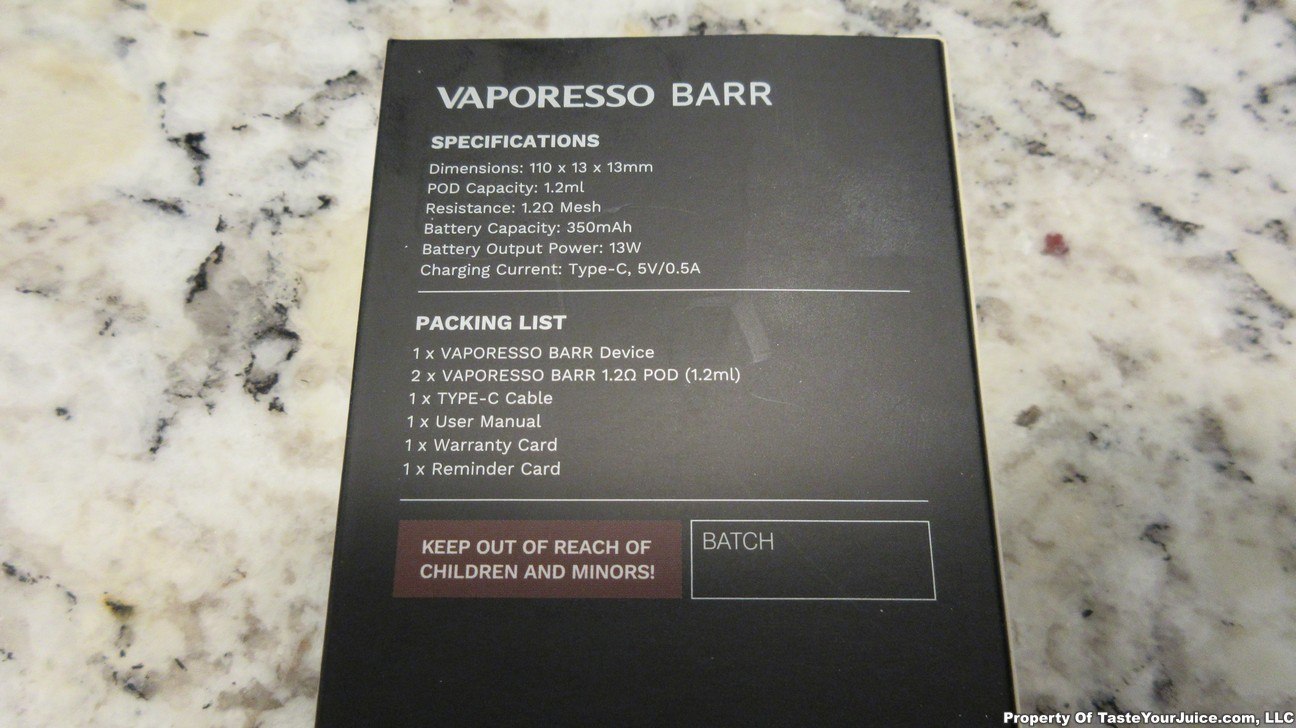 VAPORESSO BARR
SPECIFICATIONS
Dimensions: 110 x 13 x 13mm
POD Capacity: 1.2ml
Resistance: 1.2Ω Mesh
Battery Capacity: 350mAh
Battery Output Power: 13W
Charging Current: Type-C, 5V/0.5A
PACKING LIST
1 x VAPORESSO BARR Device
2 x VAPORESSO BARR 1.2Ω POD (1.2ml)
1 x TYPE-C Cable
1 x User Manual
1 x Warranty Card
1 x Reminder Card
KEEP OUT OF REACH OF
CHILDREN AND MINORS!
BATCH
Property Of TasteYourJuice.com, LLC